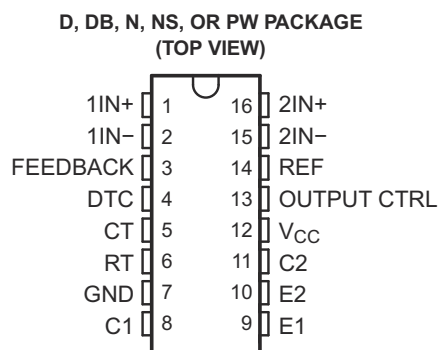 D, DB, N, NS, OR PW PACKAGE
(TOP VIEW)
1IN+ 1 16 2IN+
1IN− 2 15 2IN−
FEEDBACK 3 14 REF
DTC 4 13 OUTPUT CTRL
CT 5 12 VCC
RT 6 11 C2
GND 7 10 E2
C1 8 9 E1